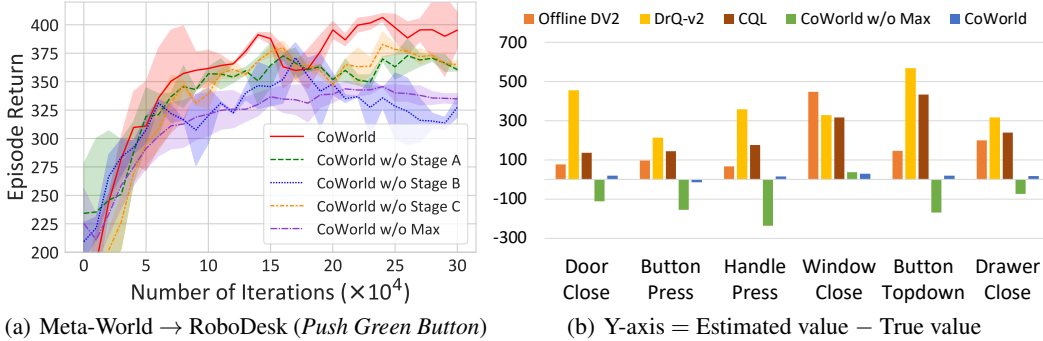 400
375
350
325
300
275
250
225
200
Episode Return
CoWorld
CoWorld w/o Stage A
CoWorld w/o Stage B
CoWorld w/o Stage C
CoWorld w/o Max
0 5 10 15 20 25 30
Number of Iterations (×10⁴)
(a) Meta-World → RoboDesk (Push Green Button)
Offline DV2 DrQ-v2 CQL CoWorld w/o Max CoWorld
700
500
300
100
-100
-300
Door Close
Button Press
Handle Press
Window Close
Button Topdown
Drawer Close
(b) Y-axis = Estimated value − True value